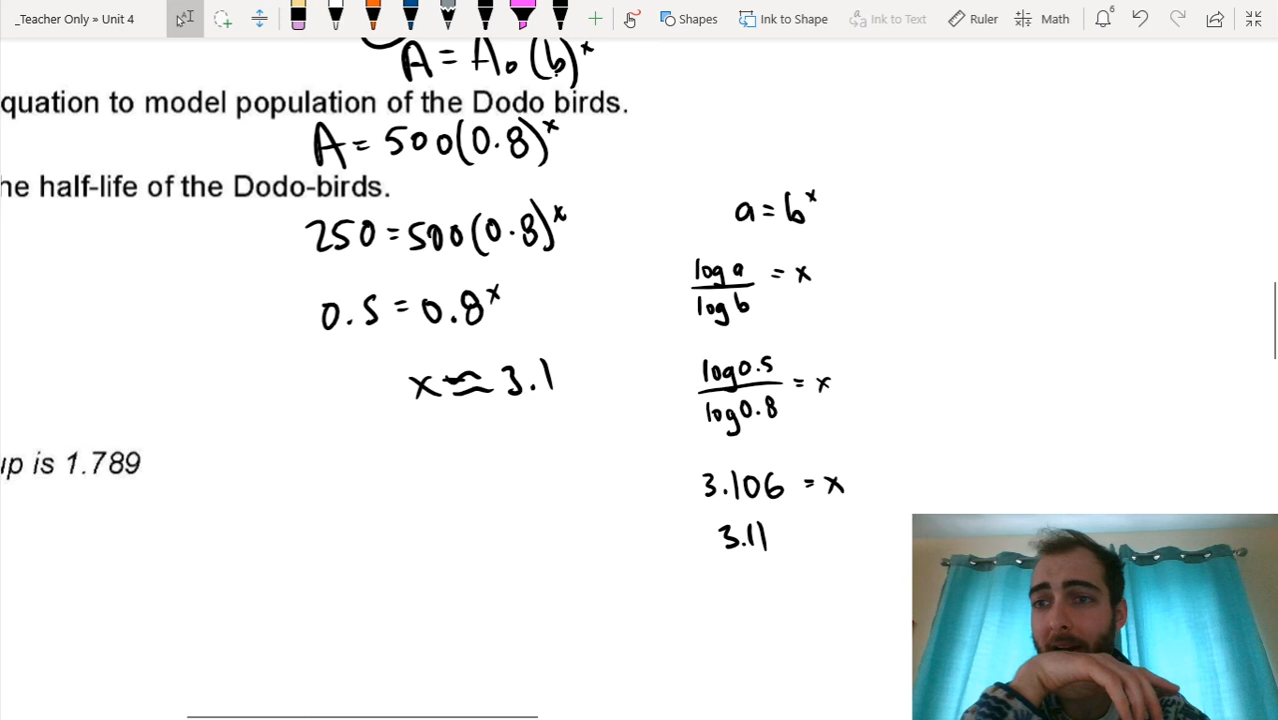 _Teacher Only » Unit 4
Shapes
Ink to Shape
Ink to Text
Ruler
Math
6
A = A₀(b)ˣ
quation to model population of the Dodo birds.
A = 500(0.8)ˣ
he half-life of the Dodo-birds.
250 = 500(0.8)ˣ
0.5 = 0.8ˣ
x ≈ 3.1
up is 1.789
a = bˣ
log a / log b = x
log 0.5 / log 0.8 = x
3.106 = x
3.11